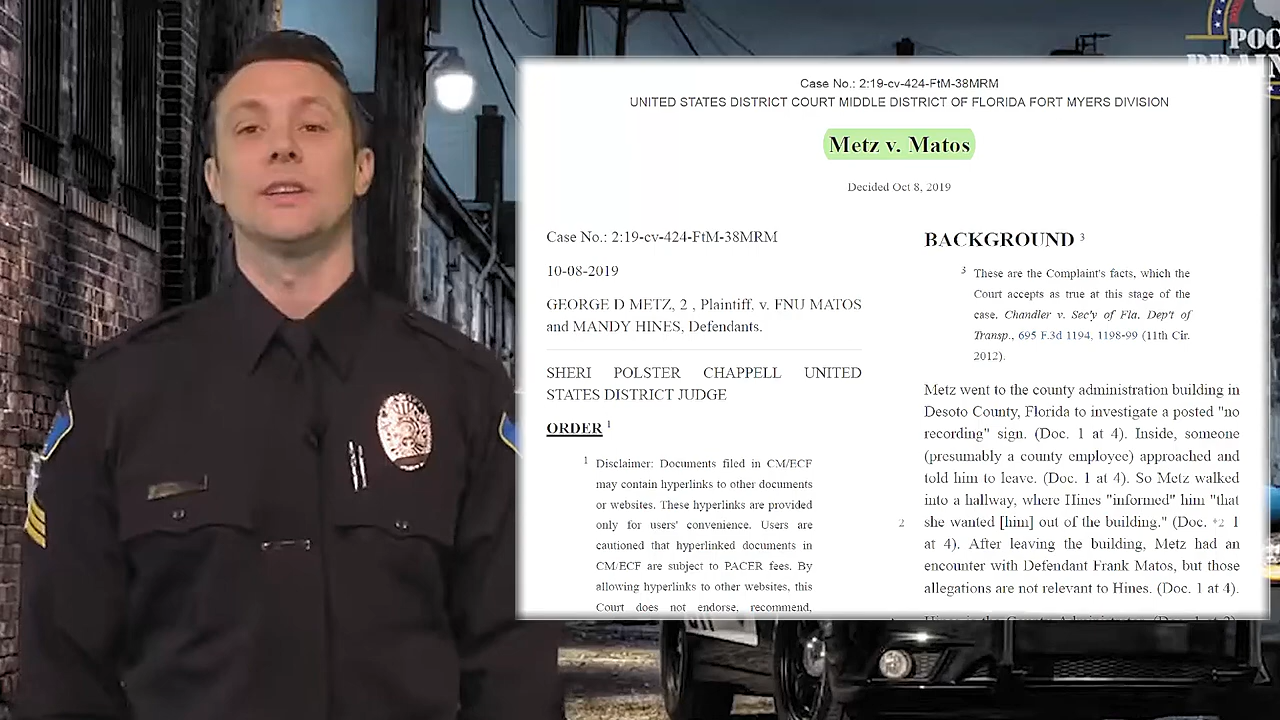 Case No.: 2:19-cv-424-FtM-38MRM
UNITED STATES DISTRICT COURT MIDDLE DISTRICT OF FLORIDA FORT MYERS DIVISION
Metz v. Matos
Decided Oct 8, 2019
Case No.: 2:19-cv-424-FtM-38MRM
10-08-2019
GEORGE D METZ, 2 , Plaintiff. v. FNU MATOS
and MANDY HINES, Defendants.
SHERI POLSTER CHAPPELL UNITED
STATES DISTRICT JUDGE
ORDER 1
1 Disclaimer: Documents filed in CM/ECF
may contain hyperlinks to other documents
or websites. These hyperlinks are provided
only for users' convenience. Users are
cautioned that hyperlinked documents in
CM/ECF are subject to PACER fees. By
allowing hyperlinks to other websites, this
Court does not endorse, recommend,
BACKGROUND 3
3 These are the Complaint's facts, which the
Court accepts as true at this stage of the
case. Chandler v. Sec'y of Fla. Dep't of
Transp., 695 F.3d 1194, 1198-99 (11th Cir.
2012).
Metz went to the county administration building in
Desoto County, Florida to investigate a posted "no
recording" sign. (Doc. 1 at 4). Inside, someone
(presumably a county employee) approached and
told him to leave. (Doc. 1 at 4). So Metz walked
into a hallway, where Hines "informed" him "that
2 she wanted [him] out of the building." (Doc. *2 1
at 4). After leaving the building, Metz had an
encounter with Defendant Frank Matos, but those
allegations are not relevant to Hines. (Doc. 1 at 4).